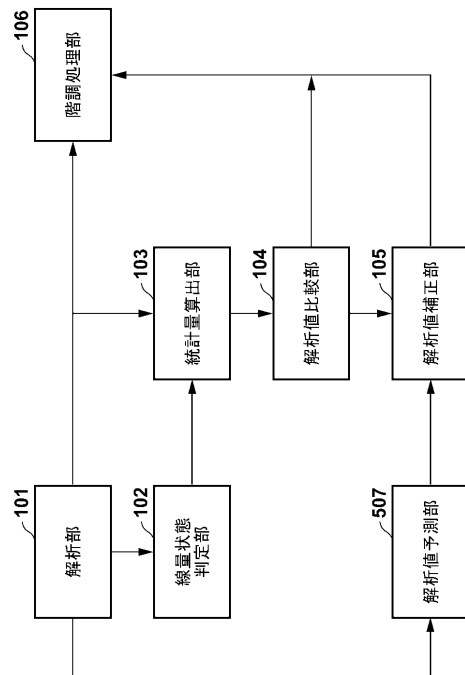 101
解析部
102
線量状態
判定部
103
統計量算出部
104
解析値比較部
105
解析値補正部
106
階調処理部
507
解析値予測部